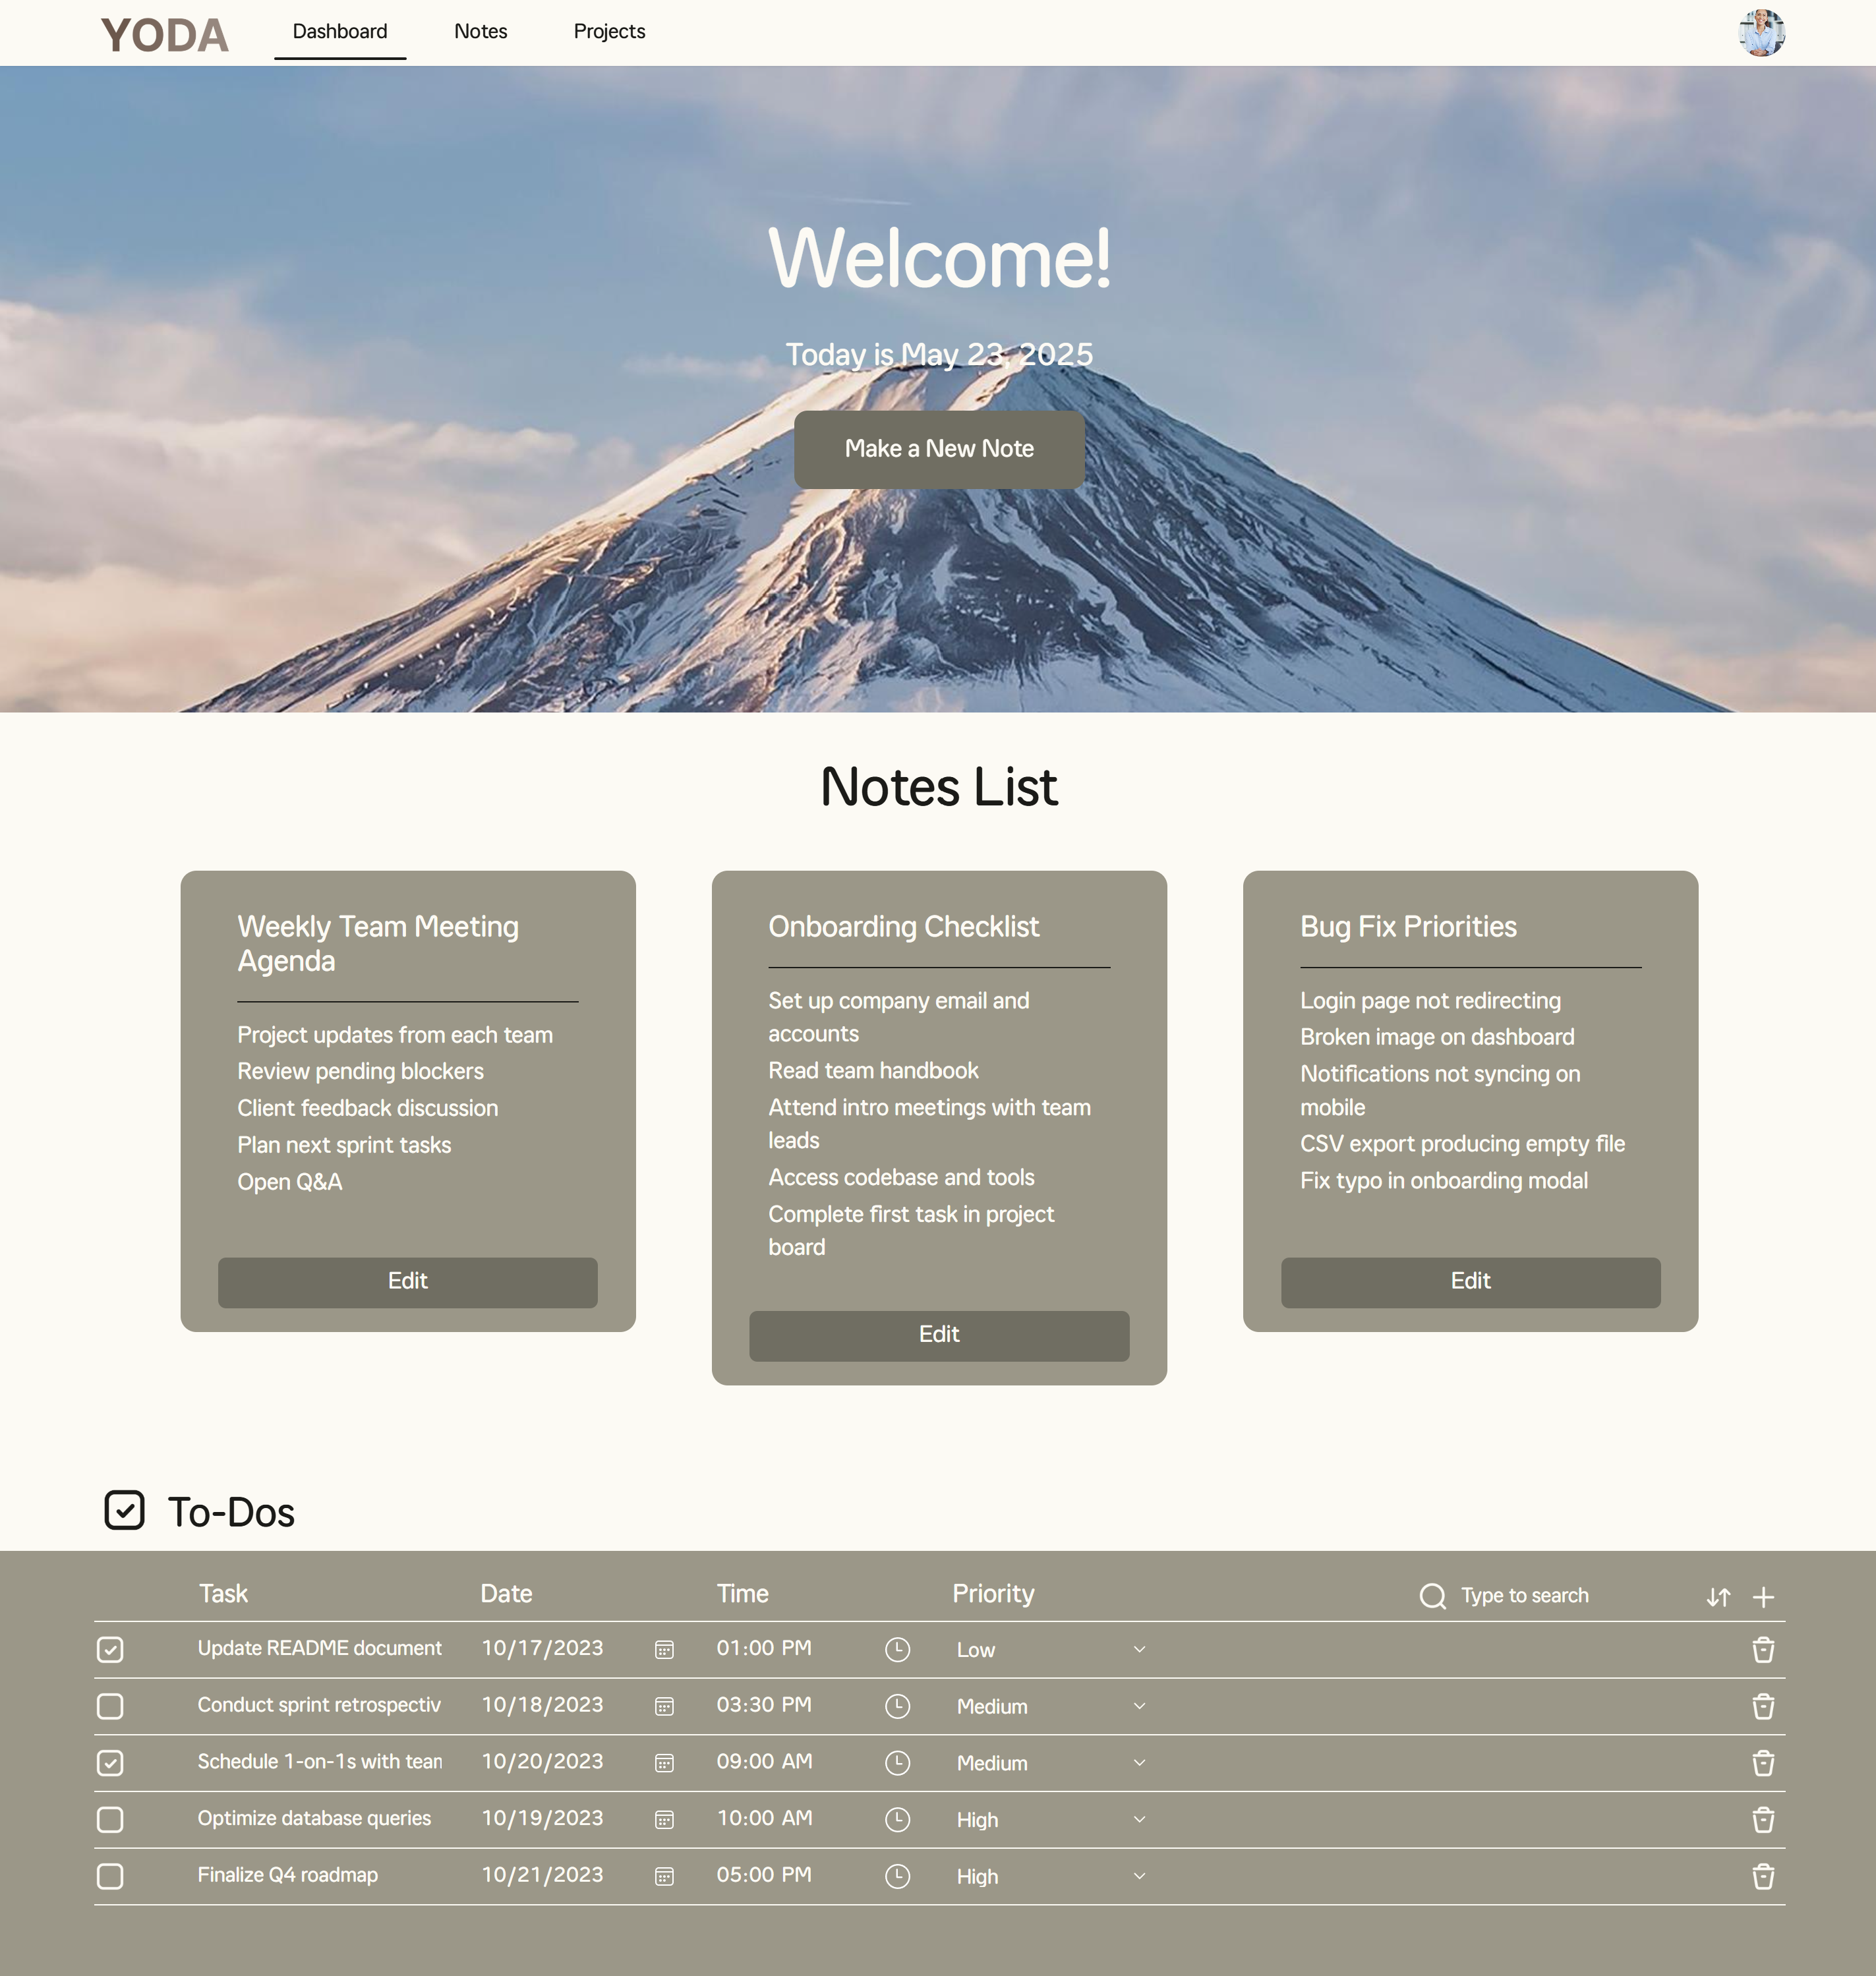 YODA
Dashboard
Notes
Projects
Welcome!
Today is May 23, 2025
Make a New Note
Notes List
Weekly Team Meeting
Agenda
Project updates from each team
Review pending blockers
Client feedback discussion
Plan next sprint tasks
Open Q&A
Edit
Onboarding Checklist
Set up company email and
accounts
Read team handbook
Attend intro meetings with team
leads
Access codebase and tools
Complete first task in project
board
Edit
Bug Fix Priorities
Login page not redirecting
Broken image on dashboard
Notifications not syncing on
mobile
CSV export producing empty file
Fix typo in onboarding modal
Edit
To-Dos
Task Date Time Priority Type to search
Update README document 10/17/2023 01:00 PM Low
Conduct sprint retrospectiv 10/18/2023 03:30 PM Medium
Schedule 1-on-1s with team 10/20/2023 09:00 AM Medium
Optimize database queries 10/19/2023 10:00 AM High
Finalize Q4 roadmap 10/21/2023 05:00 PM High